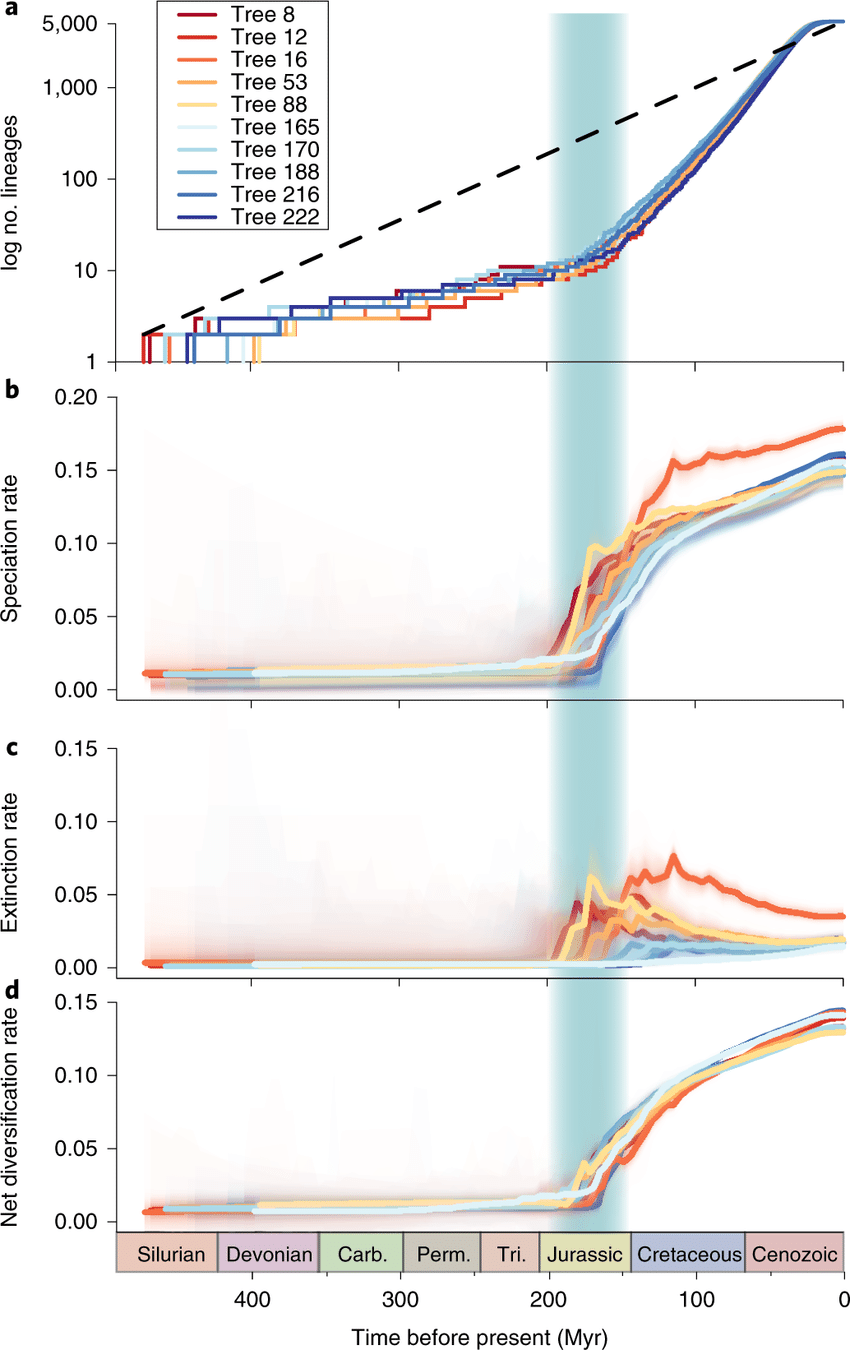 a
5,000
1,000
100
10
1
log no. lineages
Tree 8
Tree 12
Tree 16
Tree 53
Tree 88
Tree 165
Tree 170
Tree 188
Tree 216
Tree 222
b
0.20
0.15
0.10
0.05
0.00
Speciation rate
c
0.15
0.10
0.05
0.00
Extinction rate
d
0.15
0.10
0.05
0.00
Net diversification rate
Silurian Devonian Carb. Perm. Tri. Jurassic Cretaceous Cenozoic
400 300 200 100 0
Time before present (Myr)